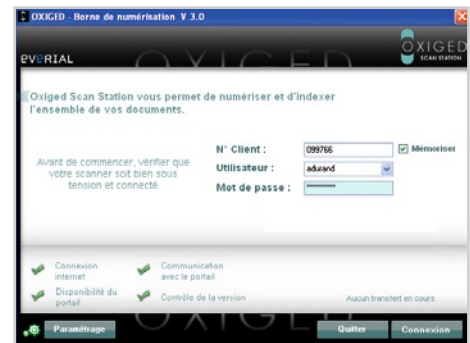 OXIGED - Borne de numérisation V 3.0
everial
OXIGED
SCAN STATION
OXIGED
Oxiged Scan Station vous permet de numériser et d'indexer
l'ensemble de vos documents.
Avant de commencer, vérifier que
votre scanner soit bien sous
tension et connecté
N° Client :
099766
Mémoriser
Utilisateur :
adurand
Mot de passe :
Connexion
internet
Communication
avec le portail
Disponibilité du
portail
Contrôle de la version
Aucun transfert en cours
Paramétrage
OXIGED
Quitter
Connexion